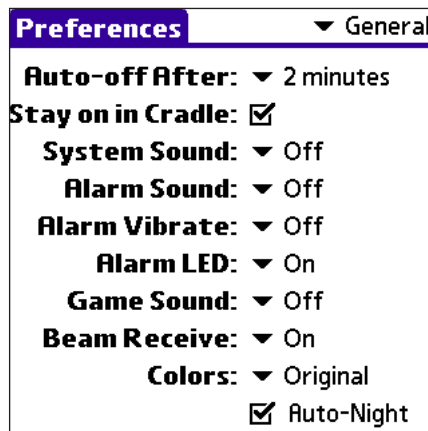 Preferences General
Auto-off After: 2 minutes
Stay on in Cradle:
System Sound: Off
Alarm Sound: Off
Alarm Vibrate: Off
Alarm LED: On
Game Sound: Off
Beam Receive: On
Colors: Original
Auto-Night